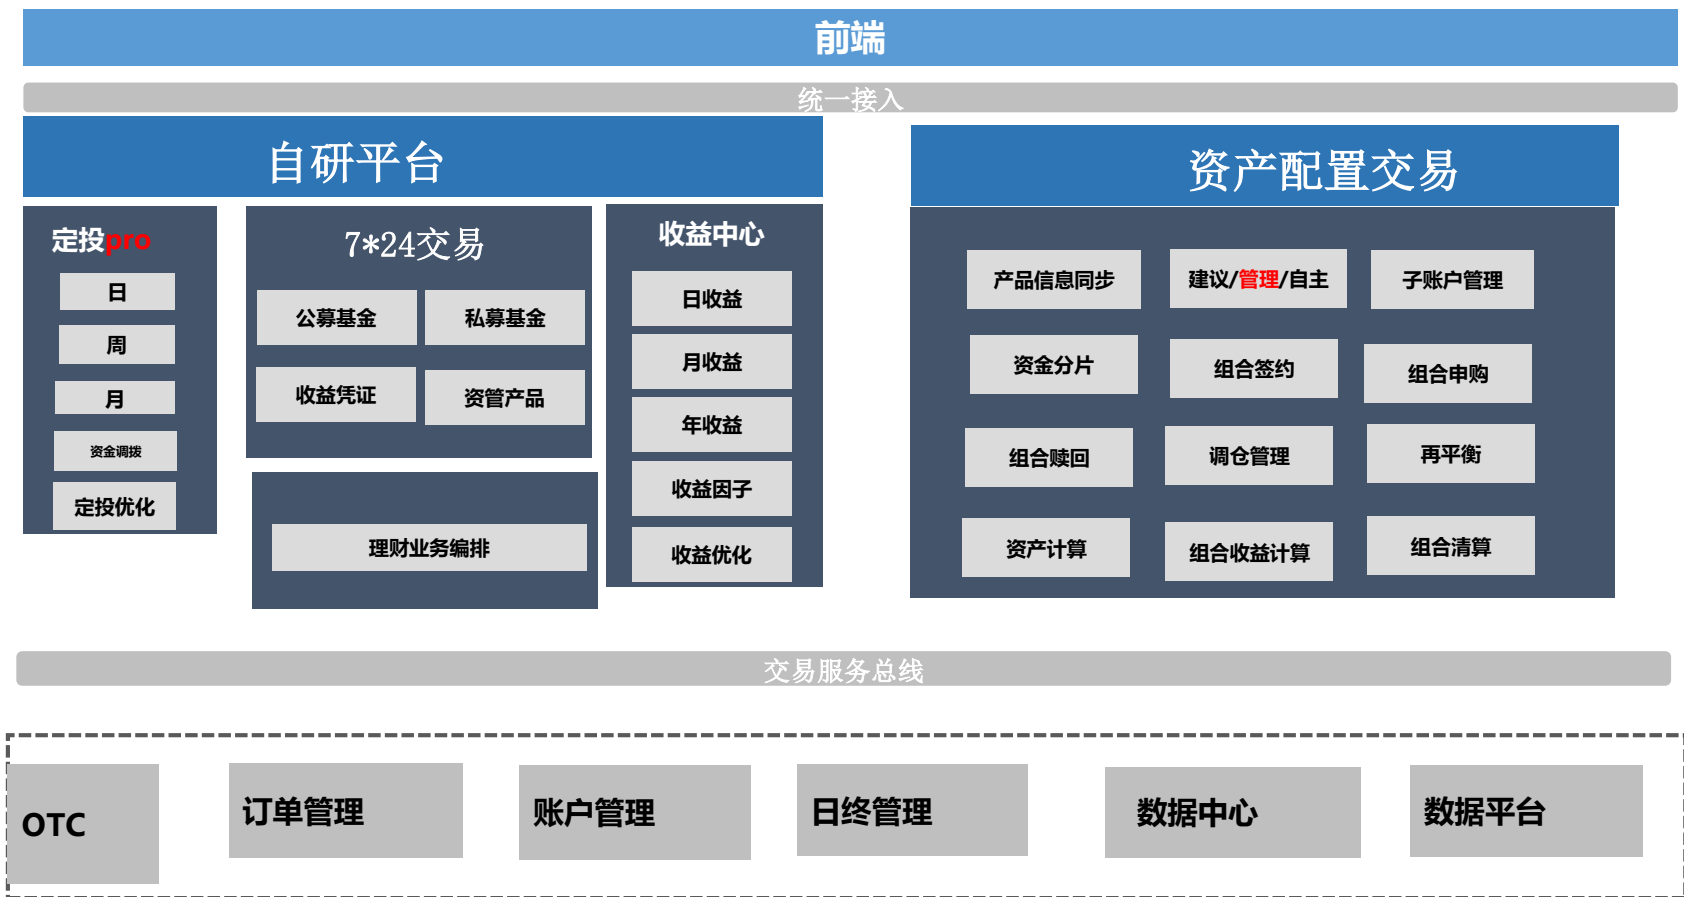 前端
统一接入
自研平台
定投pro
日
周
月
资金调拨
定投优化
7*24交易
公募基金
私募基金
收益凭证
资管产品
理财业务编排
收益中心
日收益
月收益
年收益
收益因子
收益优化
资产配置交易
产品信息同步
建议/管理/自主
子账户管理
资金分片
组合签约
组合申购
组合赎回
调仓管理
再平衡
资产计算
组合收益计算
组合清算
交易服务总线
OTC
订单管理
账户管理
日终管理
数据中心
数据平台